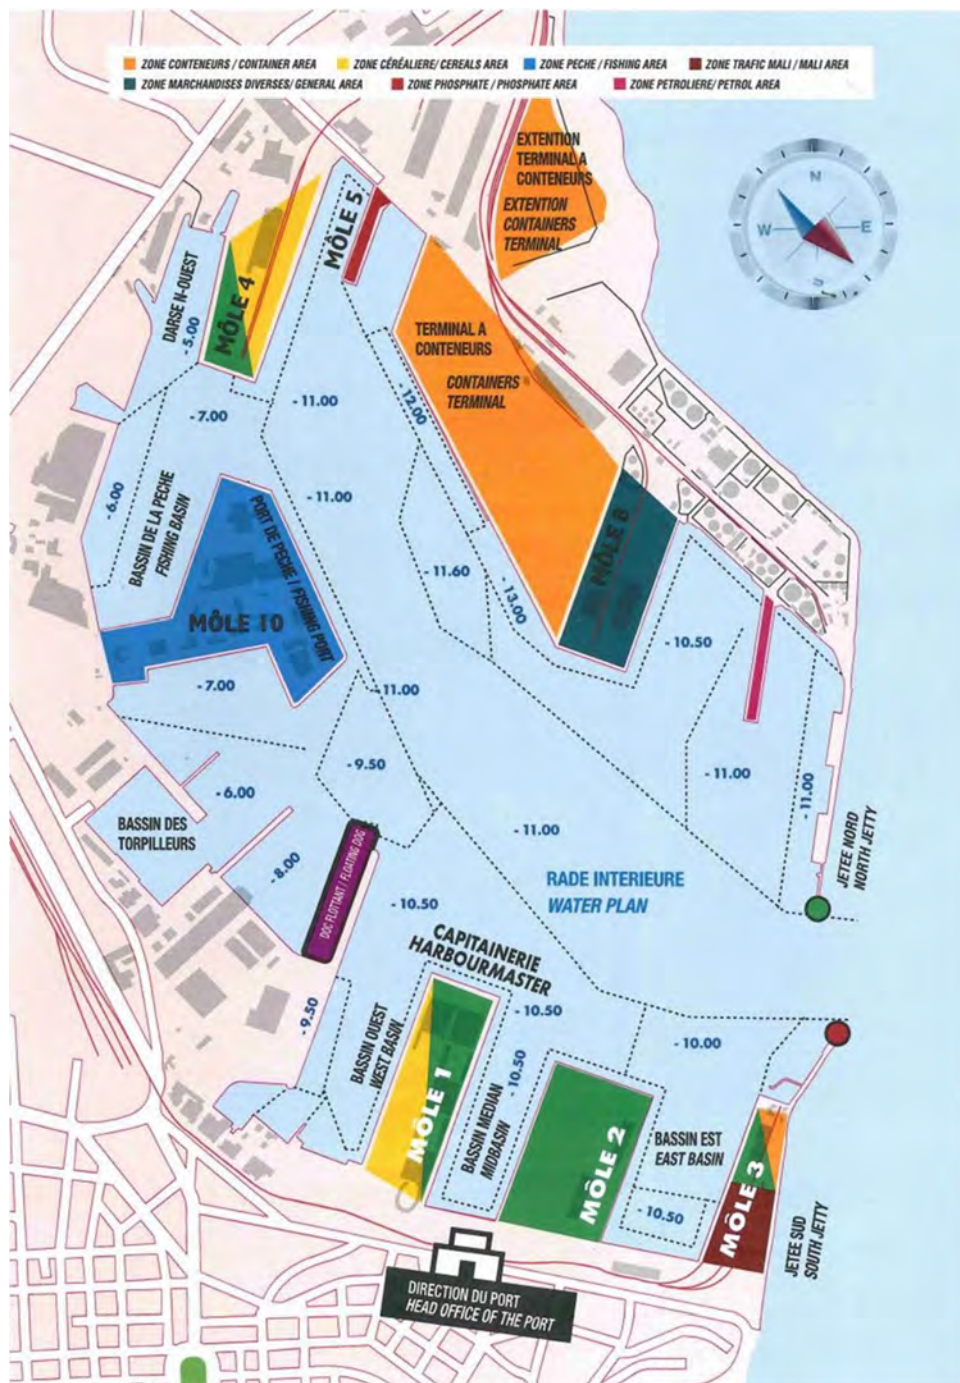 ZONE CONTENEURS / CONTAINER AREA
ZONE CÉRÉALIERE/ CEREALS AREA
ZONE PECHE / FISHING AREA
ZONE TRAFIC MALI / MALI AREA
ZONE MARCHANDISES DIVERSES/ GENERAL AREA
ZONE PHOSPHATE / PHOSPHATE AREA
ZONE PETROLIERE/ PETROL AREA
EXTENTION
TERMINAL A
CONTENEURS
EXTENTION
CONTAINERS
TERMINAL
N
W
E
S
MÔLE 5
DARSE N-OUEST
- 5.00
MÔLE 4
TERMINAL A
CONTENEURS
CONTAINERS
TERMINAL
- 12.00
- 11.00
- 7.00
- 6.00
BASSIN DE LA PECHE
FISHING BASIN
- 11.00
PORT DE PECHE / FISHING PORT
MÔLE 10
MÔLE 8
- 11.60
- 13.00
- 10.50
- 7.00
- 11.00
- 9.50
- 11.00
- 11.00
- 6.00
BASSIN DES
TORPILLEURS
- 11.00
JETEE NORD
NORTH JETTY
- 8.00
DOC FLOTTANT / FLOATING DOG
RADE INTERIEURE
WATER PLAN
- 10.50
CAPITAINERIE
HARBOURMASTER
- 9.50
BASSIN OUEST
WEST BASIN
- 10.50
- 10.50
- 10.00
MÔLE 1
BASSIN MEDIAN
MIDBASIN
MÔLE 2
BASSIN EST
EAST BASIN
- 10.50
MÔLE 3
JETEE SUD
SOUTH JETTY
DIRECTION DU PORT
HEAD OFFICE OF THE PORT